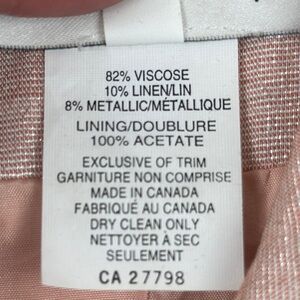 82% VISCOSE
10% LINEN/LIN
8% METALLIC/MÉTALLIQUE
LINING/DOUBLURE
100% ACETATE
EXCLUSIVE OF TRIM
GARNITURE NON COMPRISE
MADE IN CANADA
FABRIQUÉ AU CANADA
DRY CLEAN ONLY
NETTOYER À SEC
SEULEMENT
CA 27798